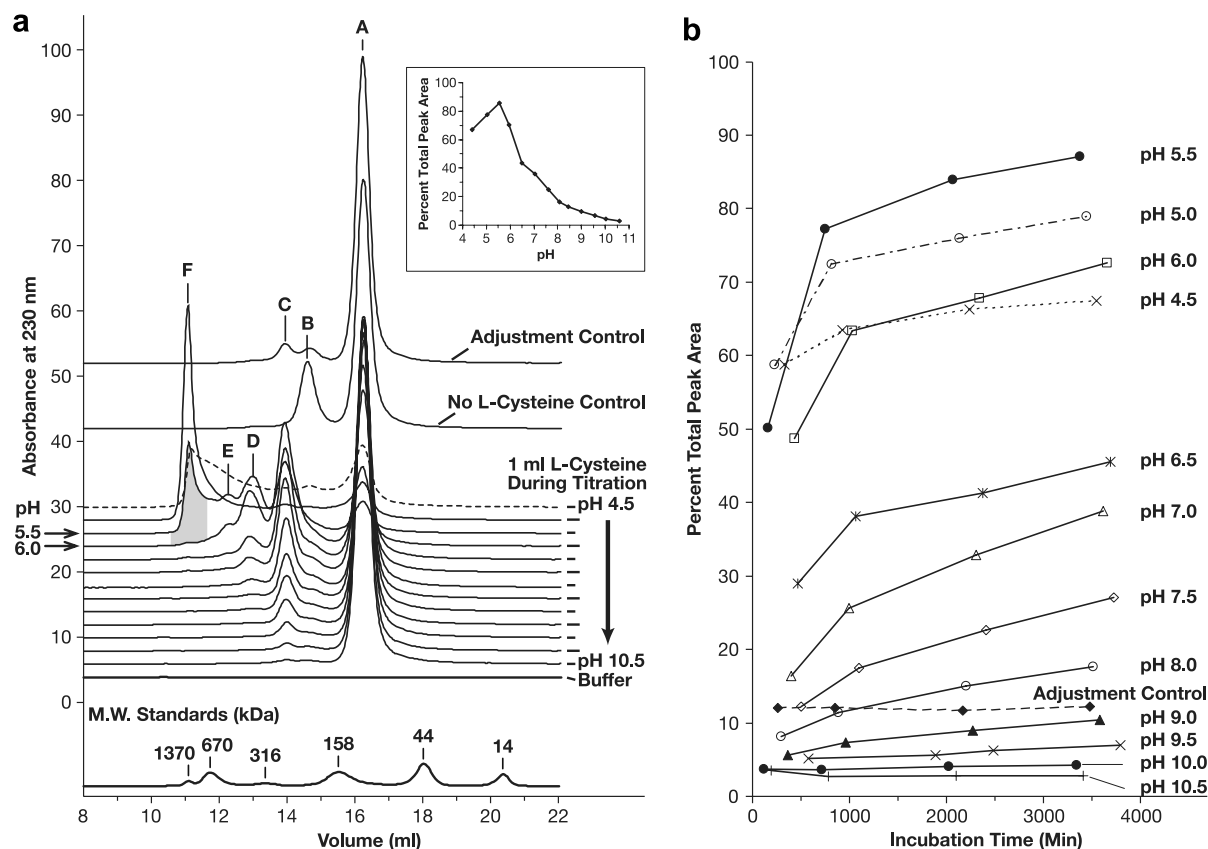 a
100
90
80
70
60
50
40
30
20
10
0
Absorbance at 230 nm
A
B
C
D
E
F
Adjustment Control
No L-Cysteine Control
1 ml L-Cysteine
During Titration
pH 4.5
pH 10.5
Buffer
pH
5.5
6.0
M.W. Standards (kDa)
1370
670
316
158
44
14
8
10
12
14
16
18
20
22
Volume (ml)
Percent Total Peak Area
100
80
60
40
20
0
4
5
6
7
8
9
10
11
pH
b
100
90
80
70
60
50
40
30
20
10
0
Percent Total Peak Area
pH 5.5
pH 5.0
pH 6.0
pH 4.5
pH 6.5
pH 7.0
pH 7.5
pH 8.0
Adjustment Control
pH 9.0
pH 9.5
pH 10.0
pH 10.5
0
1000
2000
3000
4000
Incubation Time (Min)